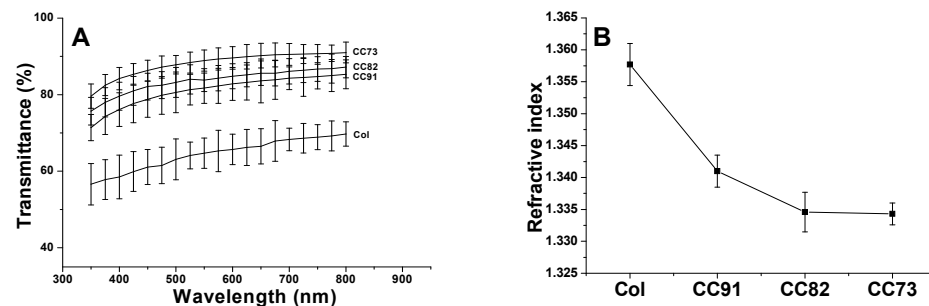 A
100
80
60
40
Transmittance (%)
CC73
CC82
CC91
Col
300 400 500 600 700 800 900
Wavelength (nm)
B
1.365
1.360
1.355
1.350
1.345
1.340
1.335
1.330
1.325
Refractive index
Col CC91 CC82 CC73